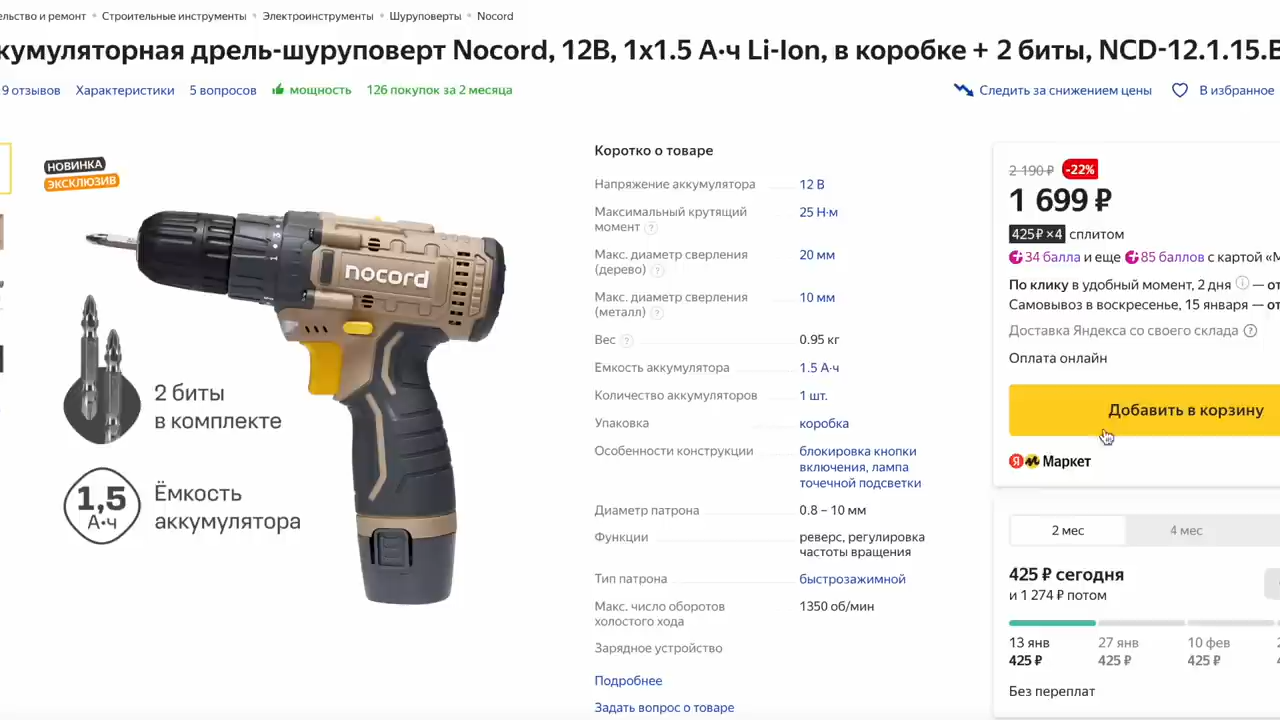 ельство и ремонт • Строительные инструменты • Электроинструменты • Шуруповерты • Nocord
кумуляторная дрель-шуруповерт Nocord, 12В, 1х1.5 А·ч Li-Ion, в коробке + 2 биты, NCD-12.1.15.B
9 отзывов Характеристики 5 вопросов мощность 126 покупок за 2 месяца Следить за снижением цены В избранное
НОВИНКА
ЭКСКЛЮЗИВ
nocord
2 биты
в комплекте
1,5
А·ч
Ёмкость
аккумулятора
Коротко о товаре
Напряжение аккумулятора 12 В
Максимальный крутящий 25 Н·м
момент ?
Макс. диаметр сверления 20 мм
(дерево) ?
Макс. диаметр сверления 10 мм
(металл) ?
Вес ? 0.95 кг
Емкость аккумулятора 1.5 А·ч
Количество аккумуляторов 1 шт.
Упаковка коробка
Особенности конструкции блокировка кнопки
включения, лампа
точечной подсветки
Диаметр патрона 0.8 – 10 мм
Функции реверс, регулировка
частоты вращения
Тип патрона быстрозажимной
Макс. число оборотов 1350 об/мин
холостого хода
Зарядное устройство
Подробнее
Задать вопрос о товаре
2 190 ₽ -22%
1 699 ₽
425 ₽ × 4 сплитом
34 балла и еще 85 баллов с картой «М
По клику в удобный момент, 2 дня — от
Самовывоз в воскресенье, 15 января — от
Доставка Яндекса со своего склада ?
Оплата онлайн
Добавить в корзину
Я Маркет
2 мес 4 мес
425 ₽ сегодня
и 1 274 ₽ потом
13 янв 27 янв 10 фев 2
425 ₽ 425 ₽ 425 ₽ 4
Без переплат